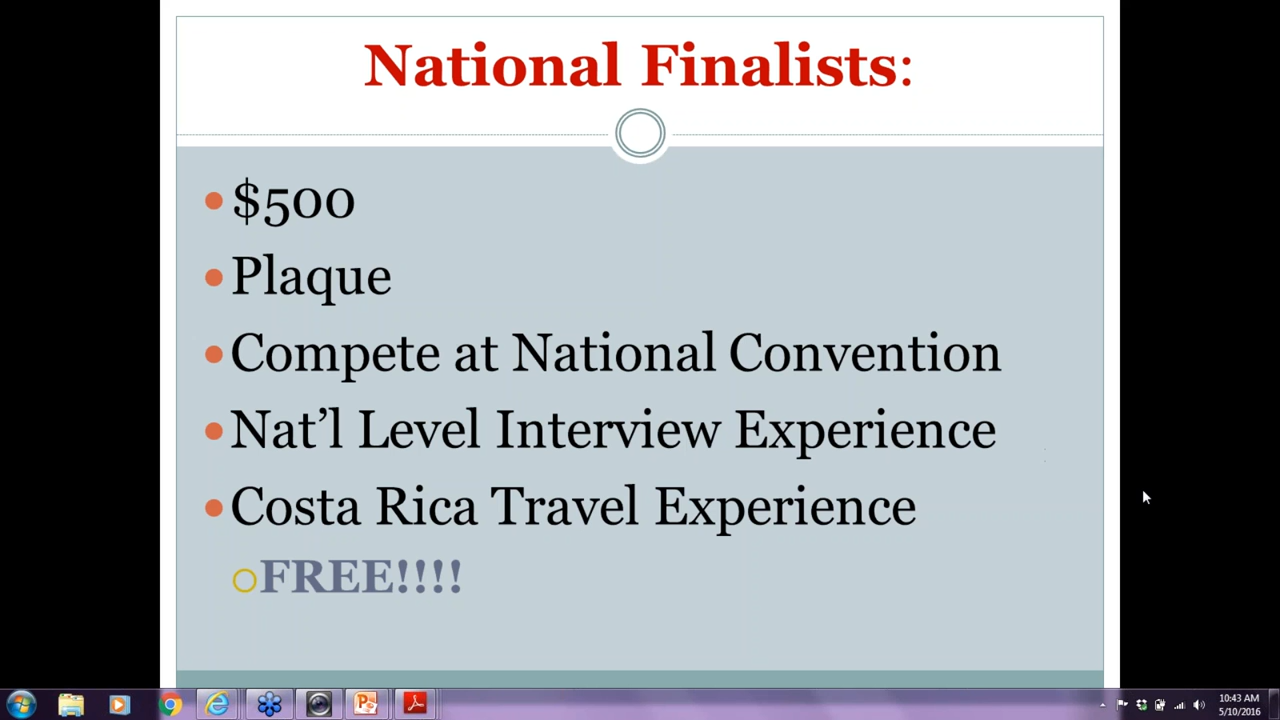 National Finalists:
$500
Plaque
Compete at National Convention
Nat’l Level Interview Experience
Costa Rica Travel Experience
FREE!!!!
10:43 AM
5/10/2016